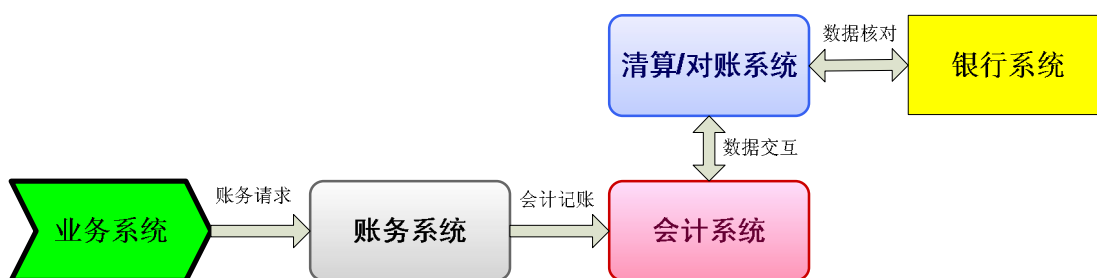 数据核对
清算/对账系统
银行系统
数据交互
账务请求
会计记账
业务系统
账务系统
会计系统